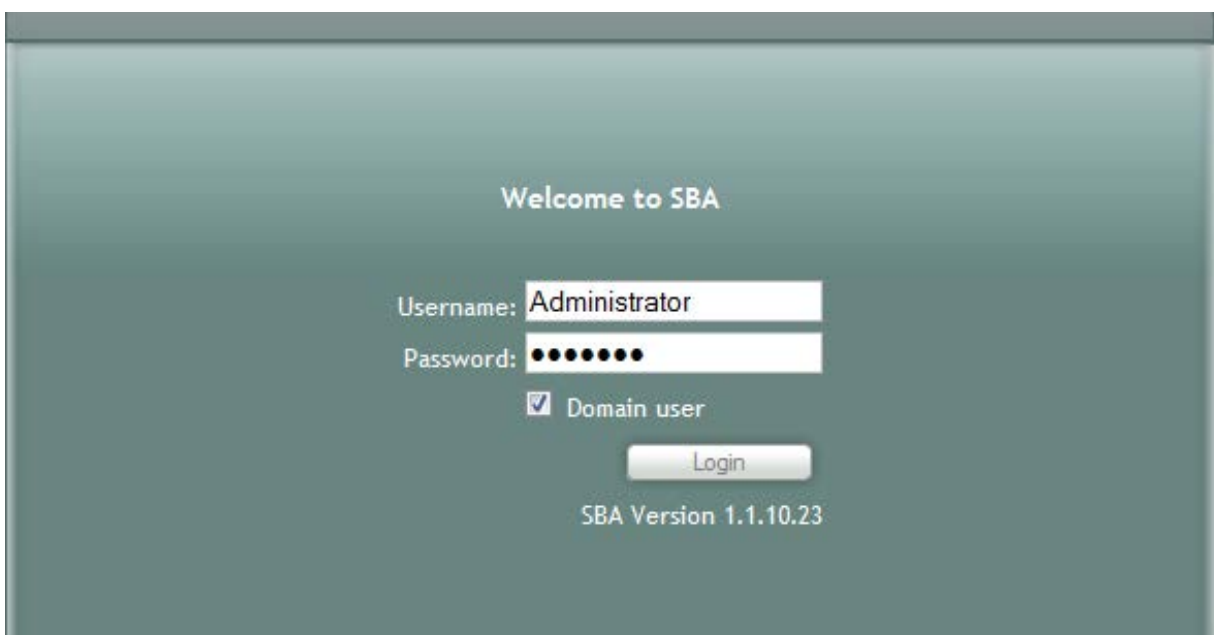 Welcome to SBA
Username: Administrator
Password: ●●●●●●●
Domain user
Login
SBA Version 1.1.10.23